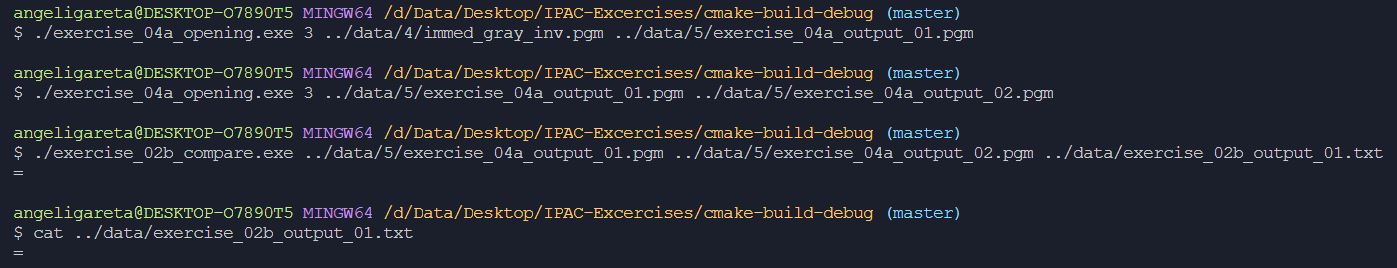 angeligareta@DESKTOP-O7890T5 MINGW64 /d/Data/Desktop/IPAC-Excercises/cmake-build-debug (master)
$ ./exercise_04a_opening.exe 3 ../data/4/immed_gray_inv.pgm ../data/5/exercise_04a_output_01.pgm
angeligareta@DESKTOP-O7890T5 MINGW64 /d/Data/Desktop/IPAC-Excercises/cmake-build-debug (master)
$ ./exercise_04a_opening.exe 3 ../data/5/exercise_04a_output_01.pgm ../data/5/exercise_04a_output_02.pgm
angeligareta@DESKTOP-O7890T5 MINGW64 /d/Data/Desktop/IPAC-Excercises/cmake-build-debug (master)
$ ./exercise_02b_compare.exe ../data/5/exercise_04a_output_01.pgm ../data/5/exercise_04a_output_02.pgm ../data/exercise_02b_output_01.txt
=
angeligareta@DESKTOP-O7890T5 MINGW64 /d/Data/Desktop/IPAC-Excercises/cmake-build-debug (master)
$ cat ../data/exercise_02b_output_01.txt
=